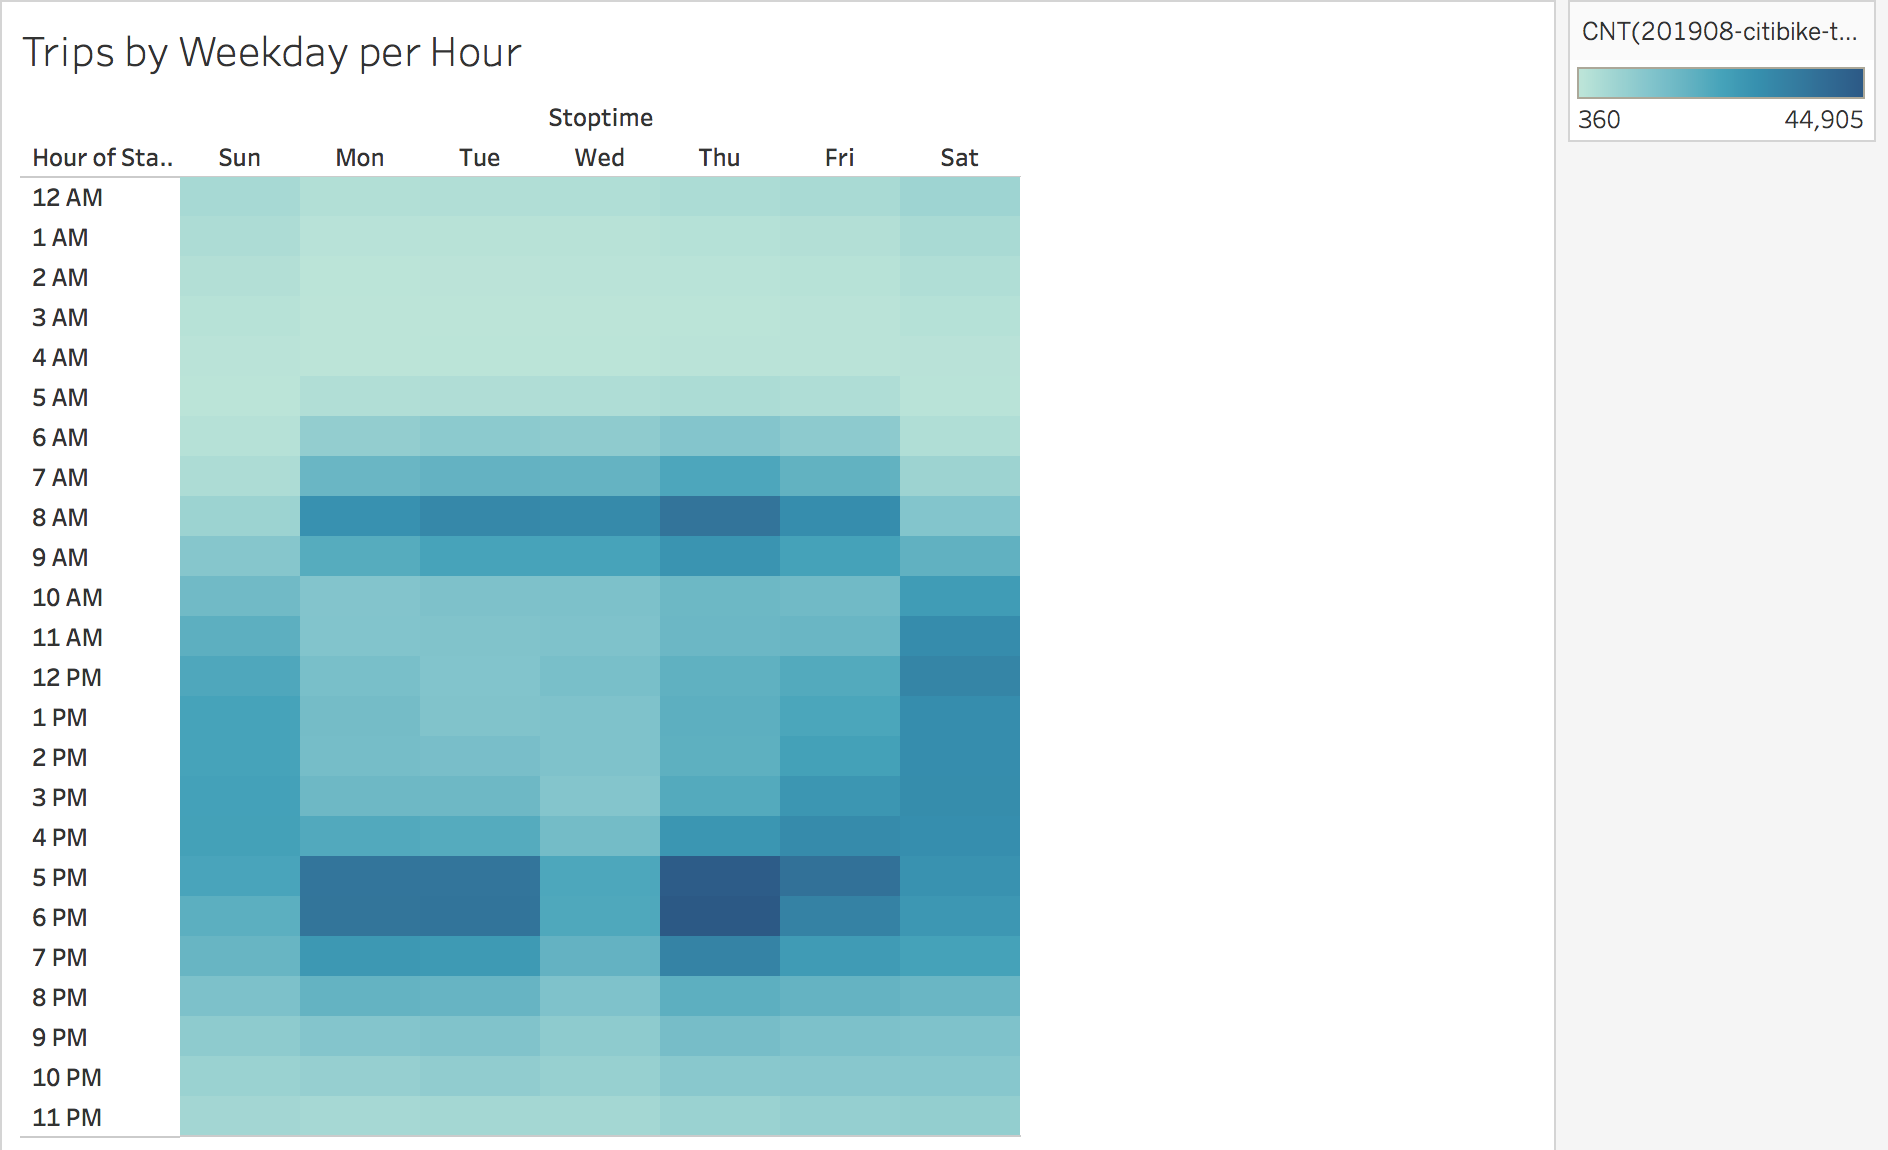 Trips by Weekday per Hour
CNT(201908-citibike-t...
360 44,905
Stoptime
Hour of Sta.. Sun Mon Tue Wed Thu Fri Sat
12 AM
1 AM
2 AM
3 AM
4 AM
5 AM
6 AM
7 AM
8 AM
9 AM
10 AM
11 AM
12 PM
1 PM
2 PM
3 PM
4 PM
5 PM
6 PM
7 PM
8 PM
9 PM
10 PM
11 PM